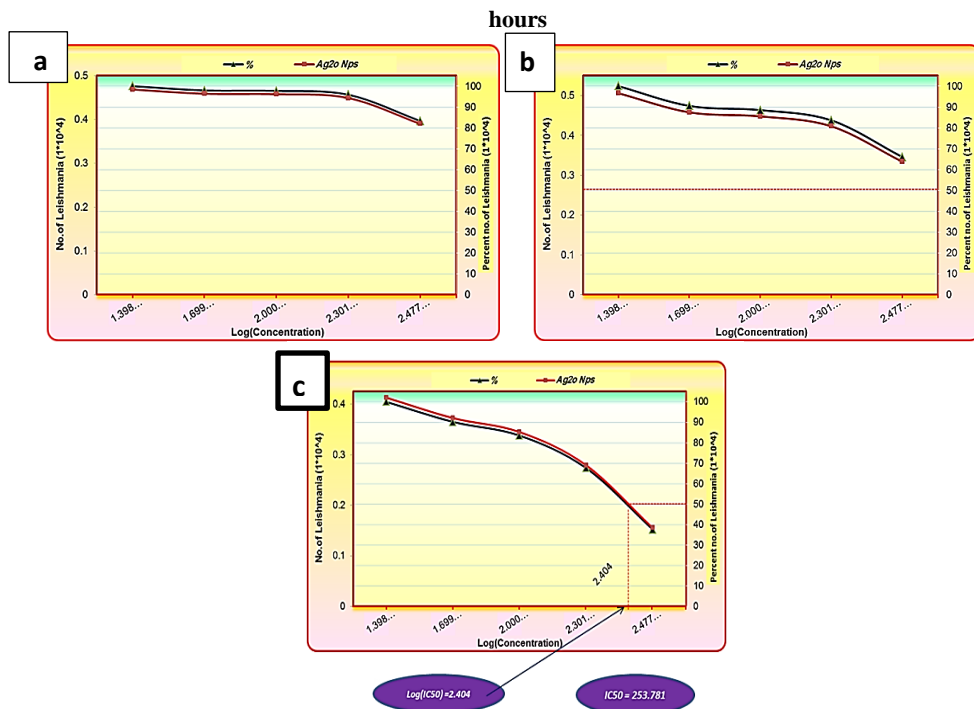 hours
a
% Ag2o Nps
No.of Leishmania (1*10^4)
0.5
0.4
0.3
0.2
0.1
0
100
90
80
70
60
50
40
30
20
10
0
Percent no.of Leishmania (1*10^4)
1.398... 1.699... 2.000... 2.301... 2.477...
Log(Concentration)
b
% Ag2o Nps
No.of Leishmania (1*10^4)
0.5
0.4
0.3
0.2
0.1
0
100
90
80
70
60
50
40
30
20
10
0
Percent no.of Leishmania (1*10^4)
1.398... 1.699... 2.000... 2.301... 2.477...
Log(Concentration)
c
% Ag2o Nps
No.of Leishmania (1*10^4)
0.4
0.3
0.2
0.1
0
100
90
80
70
60
50
40
30
20
10
0
Percent no.of Leishmania (1*10^4)
2.404
1.398... 1.699... 2.000... 2.301... 2.477...
Log(Concentration)
Log(IC50) =2.404
IC50 = 253.781